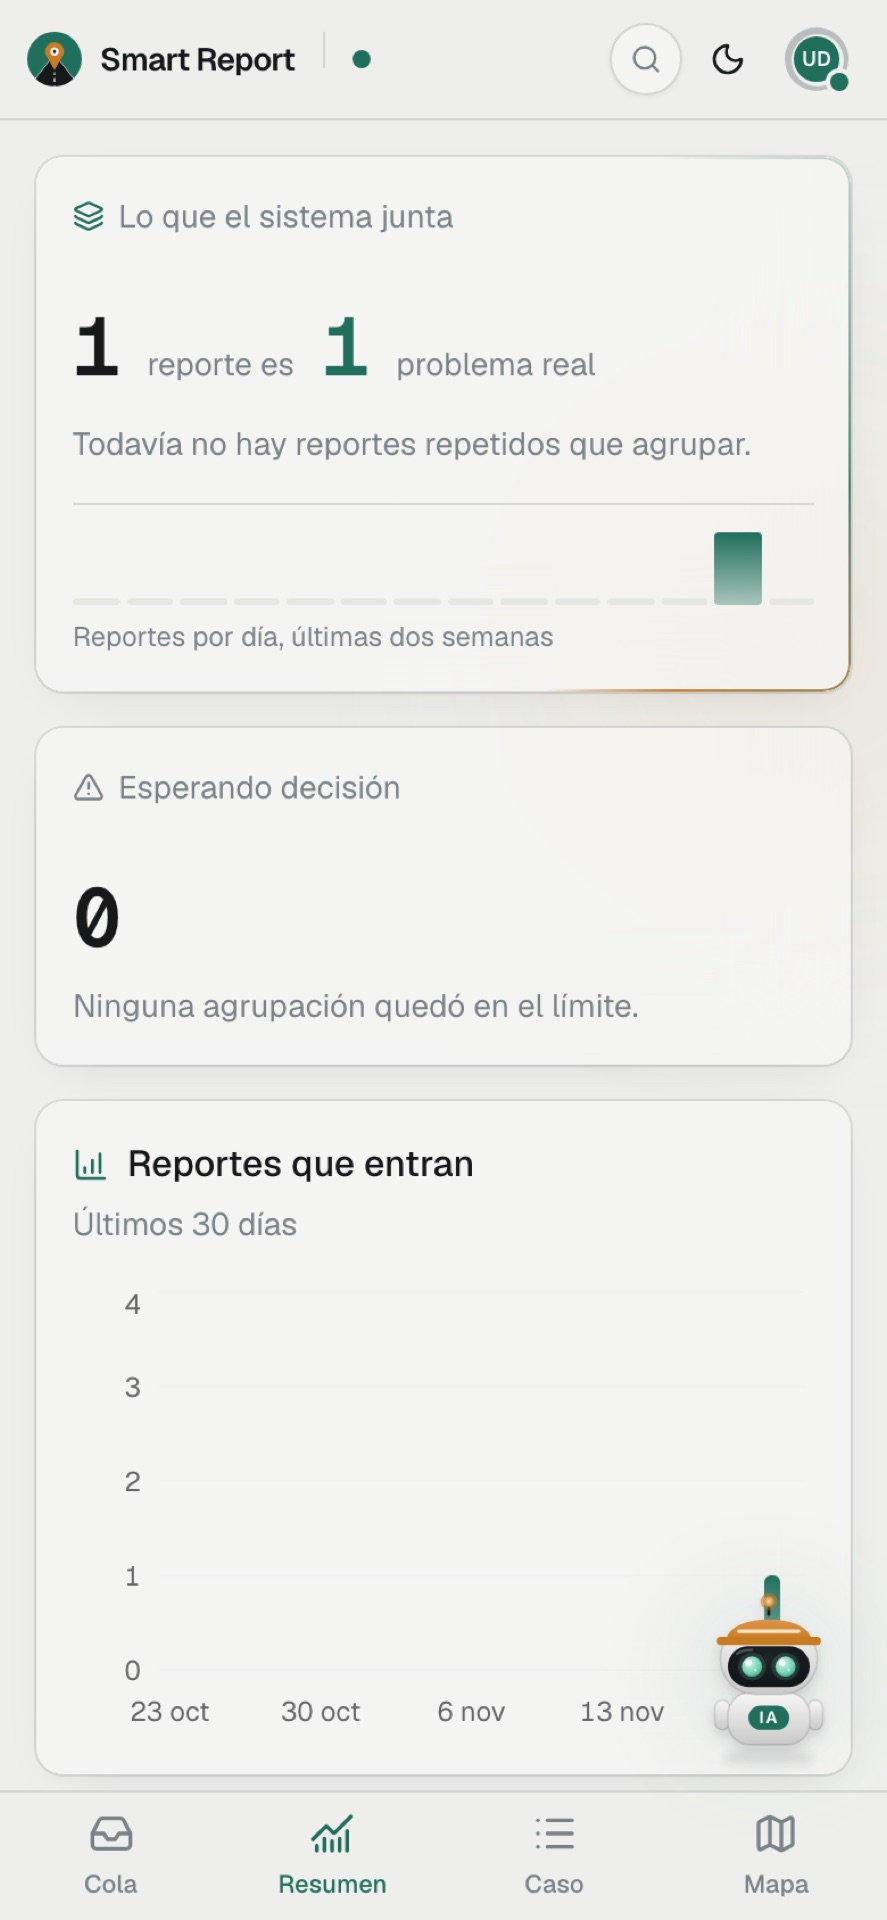 Smart Report
UD
Lo que el sistema junta
1 reporte es 1 problema real
Todavía no hay reportes repetidos que agrupar.
Reportes por día, últimas dos semanas
Esperando decisión
0
Ninguna agrupación quedó en el límite.
Reportes que entran
Últimos 30 días
4
3
2
1
0
23 oct 30 oct 6 nov 13 nov
IA
Cola Resumen Caso Mapa